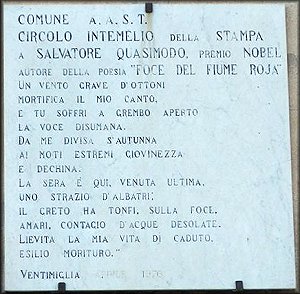 COMUNE A.A.S.T.
CIRCOLO INTEMELIO DELLA STAMPA
A SALVATORE QUASIMODO, PREMIO NOBEL
AUTORE DELLA POESIA "FOCE DEL FIUME ROJA"
UN VENTO GRAVE D'OTTONI
MORTIFICA IL MIO CANTO,
E TU SOFFRI A GREMBO APERTO
LA VOCE DISUMANA.
DA ME DIVISA S'AUTUNNA
AI MOTI ESTREMI GIOVINEZZA
E DECHINA.
LA SERA É QUI, VENUTA ULTIMA,
UNO STRAZIO D'ALBATRI;
IL GRETO HA TONFI, SULLA FOCE,
AMARI, CONTAGIO D'ACQUE DESOLATE.
LIEVITA LA MIA VITA DI CADUTO,
ESILIO MORITURO."
VENTIMIGLIA 1976